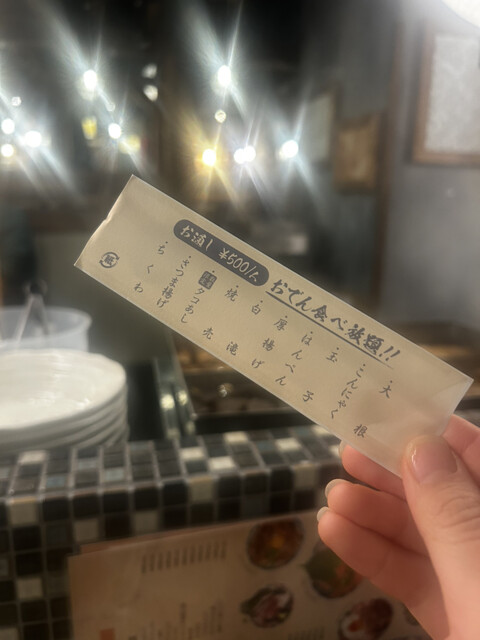 おでん食べ放題!!
お通し ¥500/人
・大根
・こんにゃく
・玉子
・はんぺん
・厚揚げ
・白滝
・焼売
・タコあし
・さつま揚げ
・ちくわ
紙